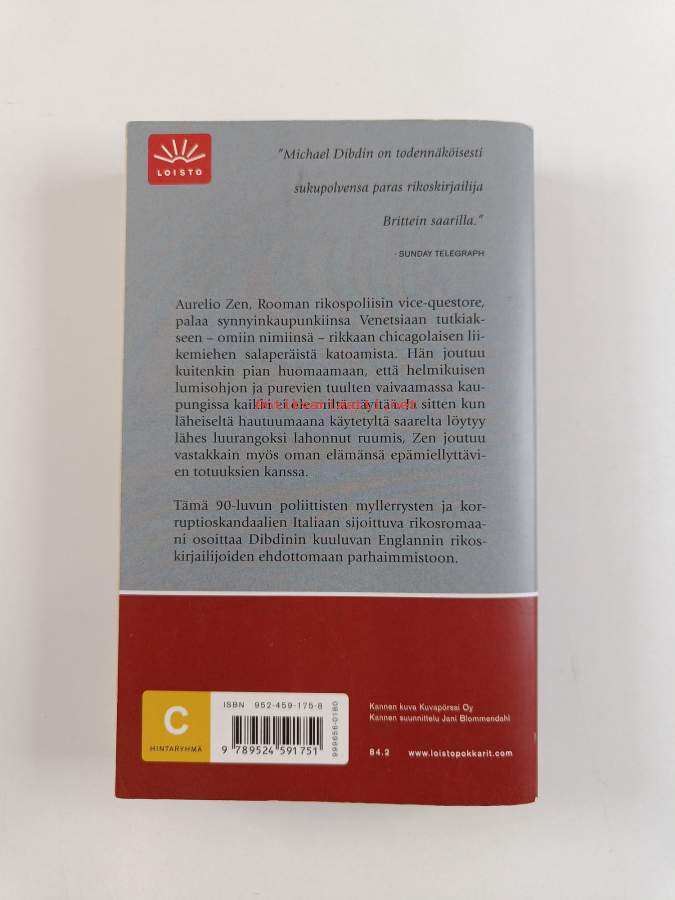 LOISTO
"Michael Dibdin on todennäköisesti
sukupolvensa paras rikoskirjailija
Brittein saarilla."
- SUNDAY TELEGRAPH
Aurelio Zen, Rooman rikospoliisin vice-questore,
palaa synnyinkaupunkiinsa Venetsiaan tutkiak-
seen – omiin nimiinsä – rikkaan chicagolaisen lii-
kemiehen salaperäistä katoamista. Hän joutuu
kuitenkin pian huomaamaan, että helmikuisen
lumisohjon ja purevien tuulten vaivaamassa kau-
pungissa kaikki ei ole miltä näyttää. Ja sitten kun
läheiseltä hautuumaana käytetyltä saarelta löytyy
lähes luurangoksi lahonnut ruumis, Zen joutuu
vastakkain myös oman elämänsä epämiellyttävi-
en totuuksien kanssa.
Tämä 90-luvun poliittisten myllerrysten ja kor-
ruptioskandaalien Italiaan sijoittuva rikosromaa-
ni osoittaa Dibdinin kuuluvan Englannin rikos-
kirjailijoiden ehdottomaan parhaimmistoon.
C
HINTARYHMÄ
ISBN 952-459-175-8
9 789524 591751
999656-0180
Kannen kuva Kuvapörssi Oy
Kannen suunnittelu Jani Blommendahl
84.2 www.loistopokkarit.com